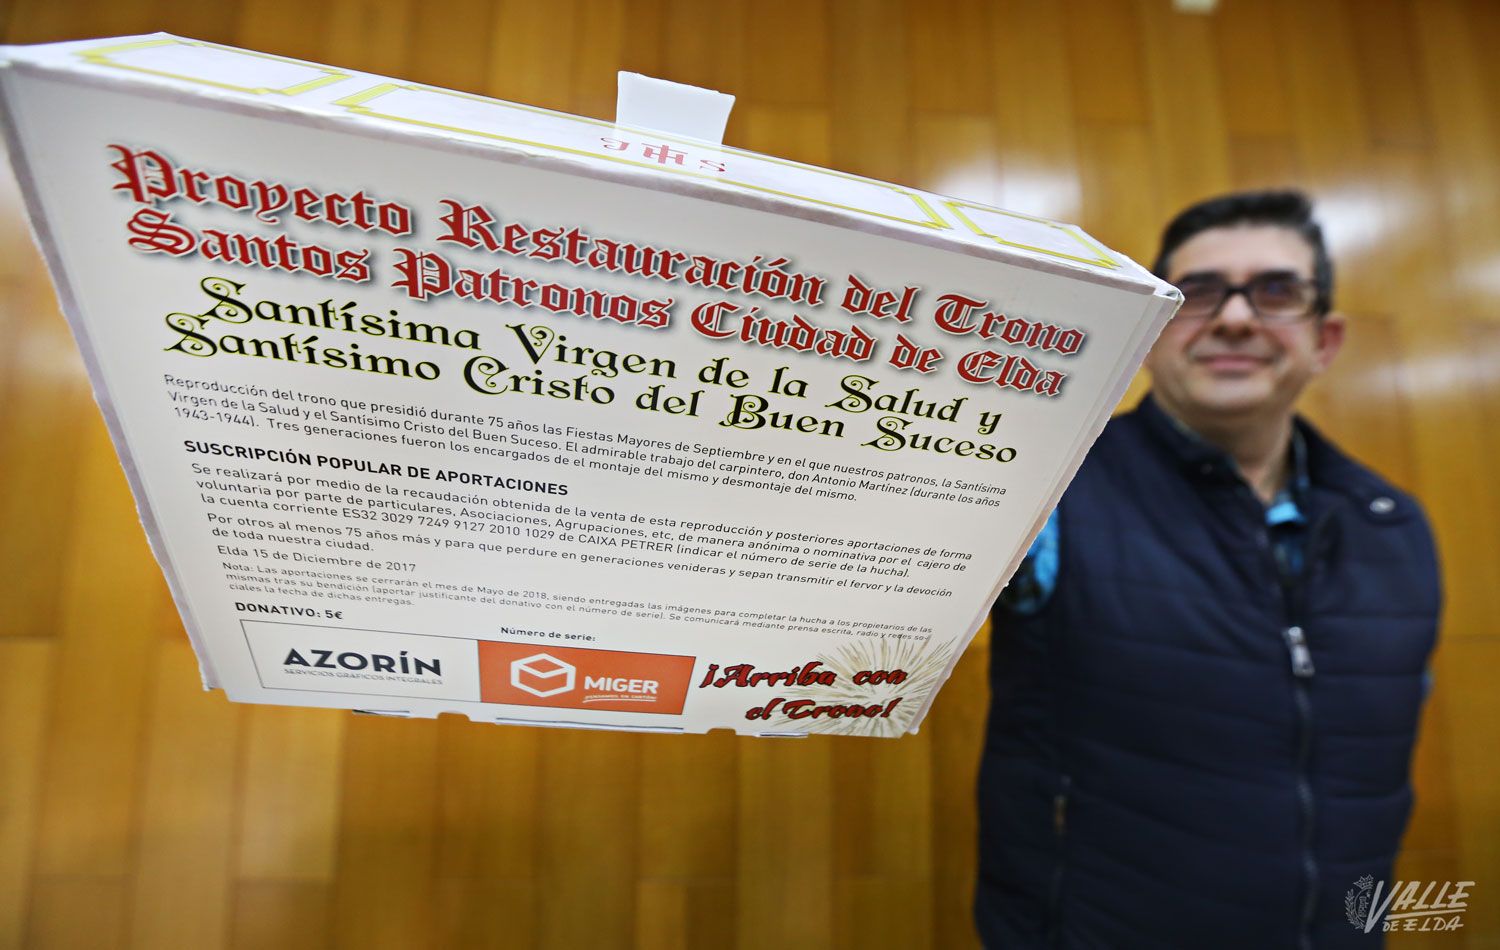 JHS
Proyecto Restauración del Trono
Santos Patronos Ciudad de Elda
Santísima Virgen de la Salud y
Santísimo Cristo del Buen Suceso
Reproducción del trono que presidió durante 75 años las Fiestas Mayores de Septiembre y en el que nuestros patronos, la Santísima
Virgen de la Salud y el Santísimo Cristo del Buen Suceso. El admirable trabajo del carpintero, don Antonio Martínez (durante los años
1943-1944). Tres generaciones fueron los encargados de el montaje del mismo y desmontaje del mismo.
SUSCRIPCIÓN POPULAR DE APORTACIONES
Se realizará por medio de la recaudación obtenida de la venta de esta reproducción y posteriores aportaciones de forma
voluntaria por parte de particulares, Asociaciones, Agrupaciones, etc, de manera anónima o nominativa por el cajero de
la cuenta corriente ES32 3029 7249 9127 2010 1029 de CAIXA PETRER (indicar el número de serie de la hucha).
Por otros al menos 75 años más y para que perdure en generaciones venideras y sepan transmitir el fervor y la devoción
de toda nuestra ciudad.
Elda 15 de Diciembre de 2017
Nota: Las aportaciones se cerrarán el mes de Mayo de 2018, siendo entregadas las imágenes para completar la hucha a los propietarios de las
mismas tras su bendición (aportar justificante del donativo con el número de serie). Se comunicará mediante prensa escrita, radio y redes so-
ciales la fecha de dichas entregas.
DONATIVO: 5€
Número de serie:
AZORÍN
SERVICIOS GRÁFICOS INTEGRALES
MIGER
¡PENSAMOS EN CARTÓN!
¡Arriba con
el Trono!
VALLE
DE ELDA